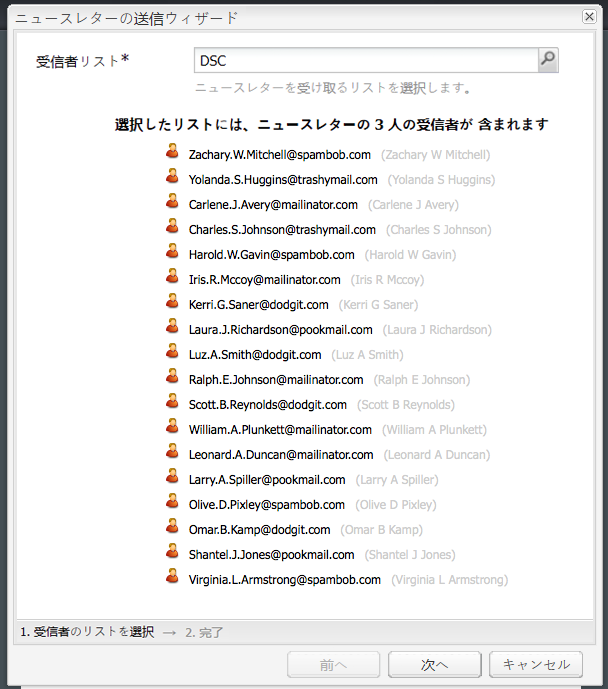 ニュースレターの送信ウィザード
受信者リスト* DSC
ニュースレターを受け取るリストを選択します。
選択したリストには、ニュースレターの 3 人の受信者が 含まれます
Zachary.W.Mitchell@spambob.com (Zachary W Mitchell)
Yolanda.S.Huggins@trashymail.com (Yolanda S Huggins)
Carlene.J.Avery@mailinator.com (Carlene J Avery)
Charles.S.Johnson@trashymail.com (Charles S Johnson)
Harold.W.Gavin@spambob.com (Harold W Gavin)
Iris.R.Mccoy@mailinator.com (Iris R Mccoy)
Kerri.G.Saner@dodgit.com (Kerri G Saner)
Laura.J.Richardson@pookmail.com (Laura J Richardson)
Luz.A.Smith@dodgit.com (Luz A Smith)
Ralph.E.Johnson@mailinator.com (Ralph E Johnson)
Scott.B.Reynolds@dodgit.com (Scott B Reynolds)
William.A.Plunkett@mailinator.com (William A Plunkett)
Leonard.A.Duncan@mailinator.com (Leonard A Duncan)
Larry.A.Spiller@pookmail.com (Larry A Spiller)
Olive.D.Pixley@spambob.com (Olive D Pixley)
Omar.B.Kamp@dodgit.com (Omar B Kamp)
Shantel.J.Jones@pookmail.com (Shantel J Jones)
Virginia.L.Armstrong@spambob.com (Virginia L Armstrong)
1. 受信者のリストを選択 → 2. 完了
前へ 次へ キャンセル